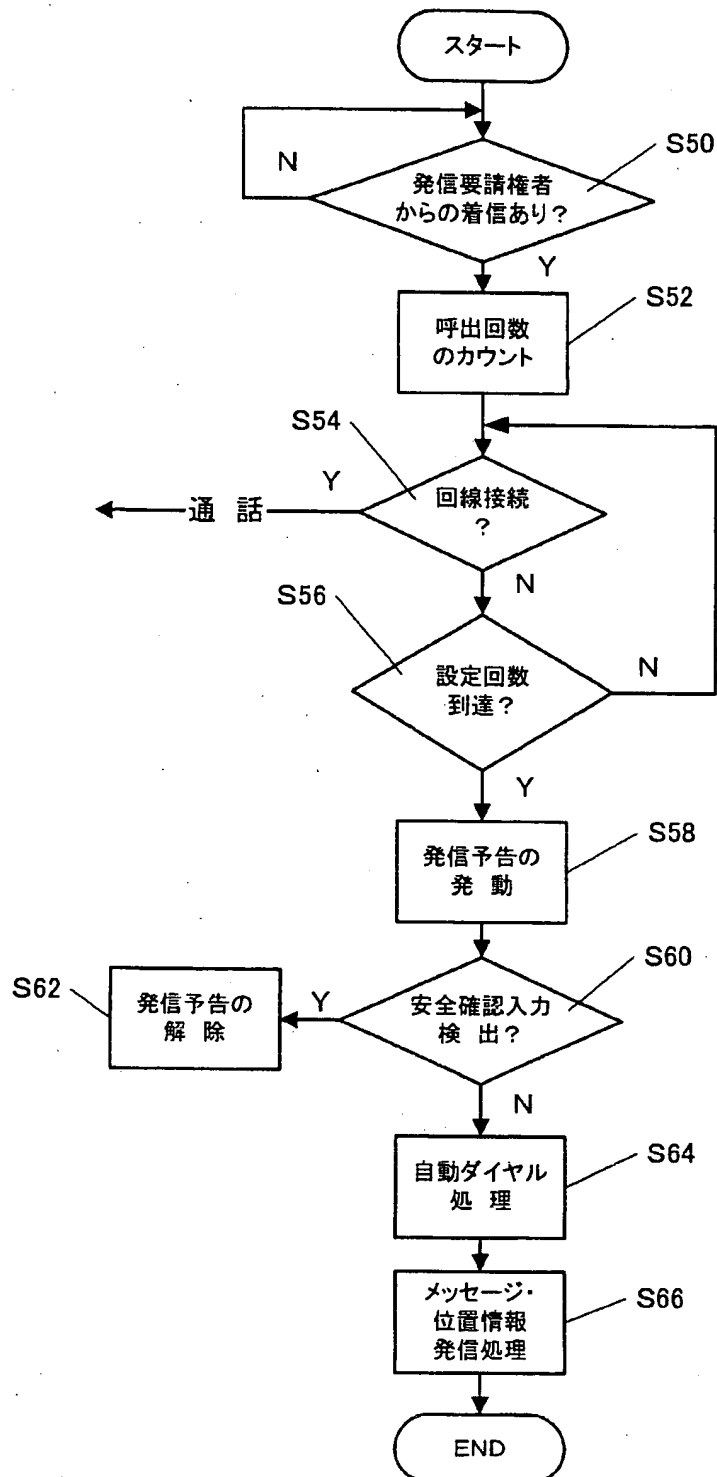 スタート
N
S50
発信要請権者
からの着信あり?
Y
S52
呼出回数
のカウント
S54
Y
回線接続
?
通 話
N
S56
設定回数
到達?
N
Y
S58
発信予告の
発 動
S60
S62
発信予告の
解 除
Y
安全確認入力
検 出?
N
S64
自動ダイヤル
処 理
S66
メッセージ・
位置情報
発信処理
END